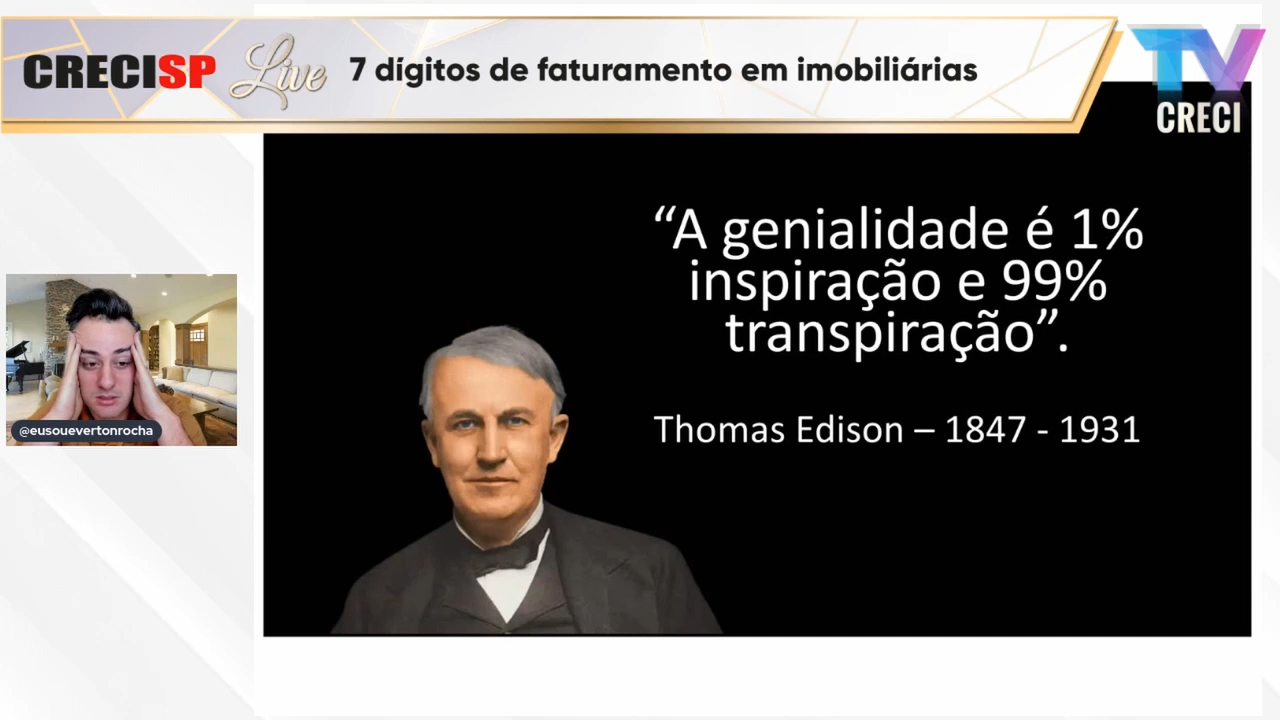 CRECISP Live 7 dígitos de faturamento em imobiliárias
TV
CRECI
“A genialidade é 1%
inspiração e 99%
transpiração”.
Thomas Edison – 1847 - 1931
@eusouevertonrocha